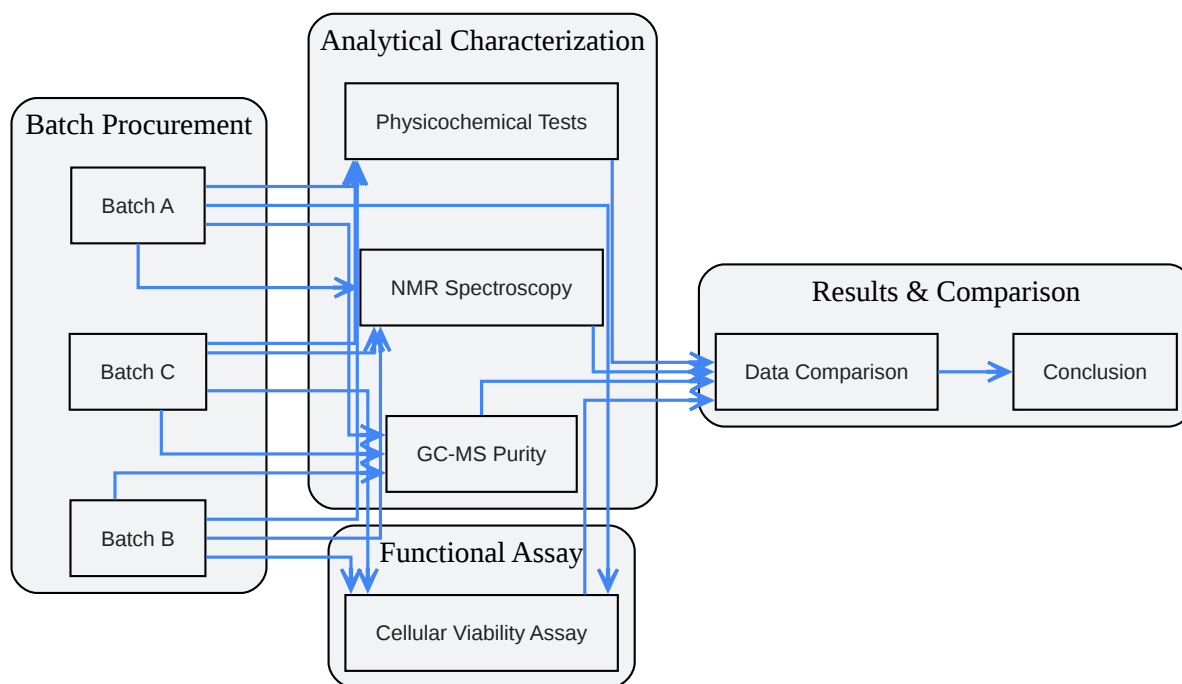 Batch Procurement
Batch A
Batch C
Batch B
Analytical Characterization
Physicochemical Tests
NMR Spectroscopy
GC-MS Purity
Functional Assay
Cellular Viability Assay
Results & Comparison
Data Comparison
Conclusion